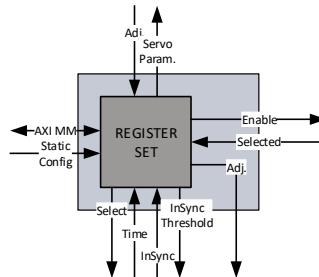 Adj.
Servo
Param.
AXI MM
Static
Config
REGISTER
SET
Enable
Selected
Adj.
Select
Time
InSync
InSync
Threshold